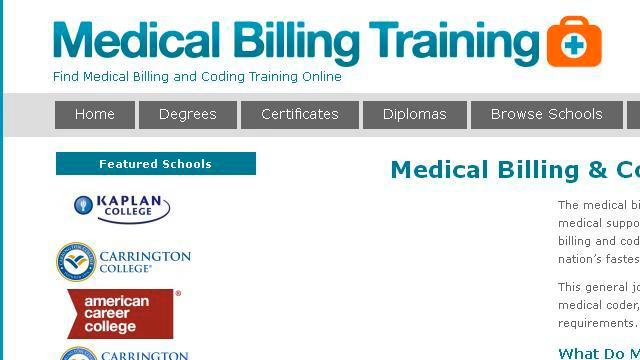 Medical Billing Training
Find Medical Billing and Coding Training Online
Home Degrees Certificates Diplomas Browse Schools
Featured Schools
KAPLAN
COLLEGE
CARRINGTON
COLLEGE®
american
career
college
®
CARRINGTON
Medical Billing & Co
The medical bi
medical suppo
billing and cod
nation's fastes
This general jo
medical coder,
requirements.
What Do M